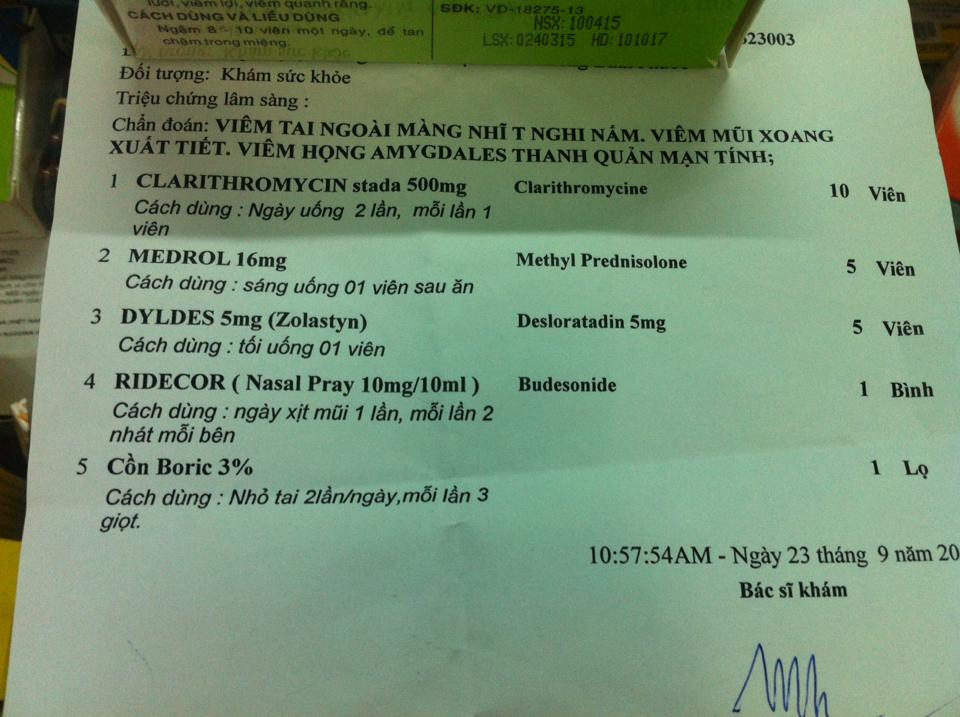 lưỡi, viêm lợi, viêm quanh răng.
CÁCH DÙNG VÀ LIỀU DÙNG
Ngậm 8 - 10 viên một ngày, để tan
chậm trong miệng.
SĐK: VD-18275-13
NSX: 100415
LSX: 0240315 HD: 101017
23003
Đối tượng: Khám sức khỏe
Triệu chứng lâm sàng :
Chẩn đoán: VIÊM TAI NGOÀI MÀNG NHĨ T NGHI NẤM. VIÊM MŨI XOANG
XUẤT TIẾT. VIÊM HỌNG AMYGDALES THANH QUẢN MẠN TÍNH;
1 CLARITHROMYCIN stada 500mg Clarithromycine 10 Viên
Cách dùng : Ngày uống 2 lần, mỗi lần 1
viên
2 MEDROL 16mg Methyl Prednisolone 5 Viên
Cách dùng : sáng uống 01 viên sau ăn
3 DYLDES 5mg (Zolastyn) Desloratadin 5mg 5 Viên
Cách dùng : tối uống 01 viên
4 RIDECOR ( Nasal Pray 10mg/10ml ) Budesonide 1 Bình
Cách dùng : ngày xịt mũi 1 lần, mỗi lần 2
nhát mỗi bên
5 Cồn Boric 3% 1 Lọ
Cách dùng : Nhỏ tai 2lần/ngày,mỗi lần 3
giọt.
10:57:54AM - Ngày 23 tháng 9 năm 20
Bác sĩ khám